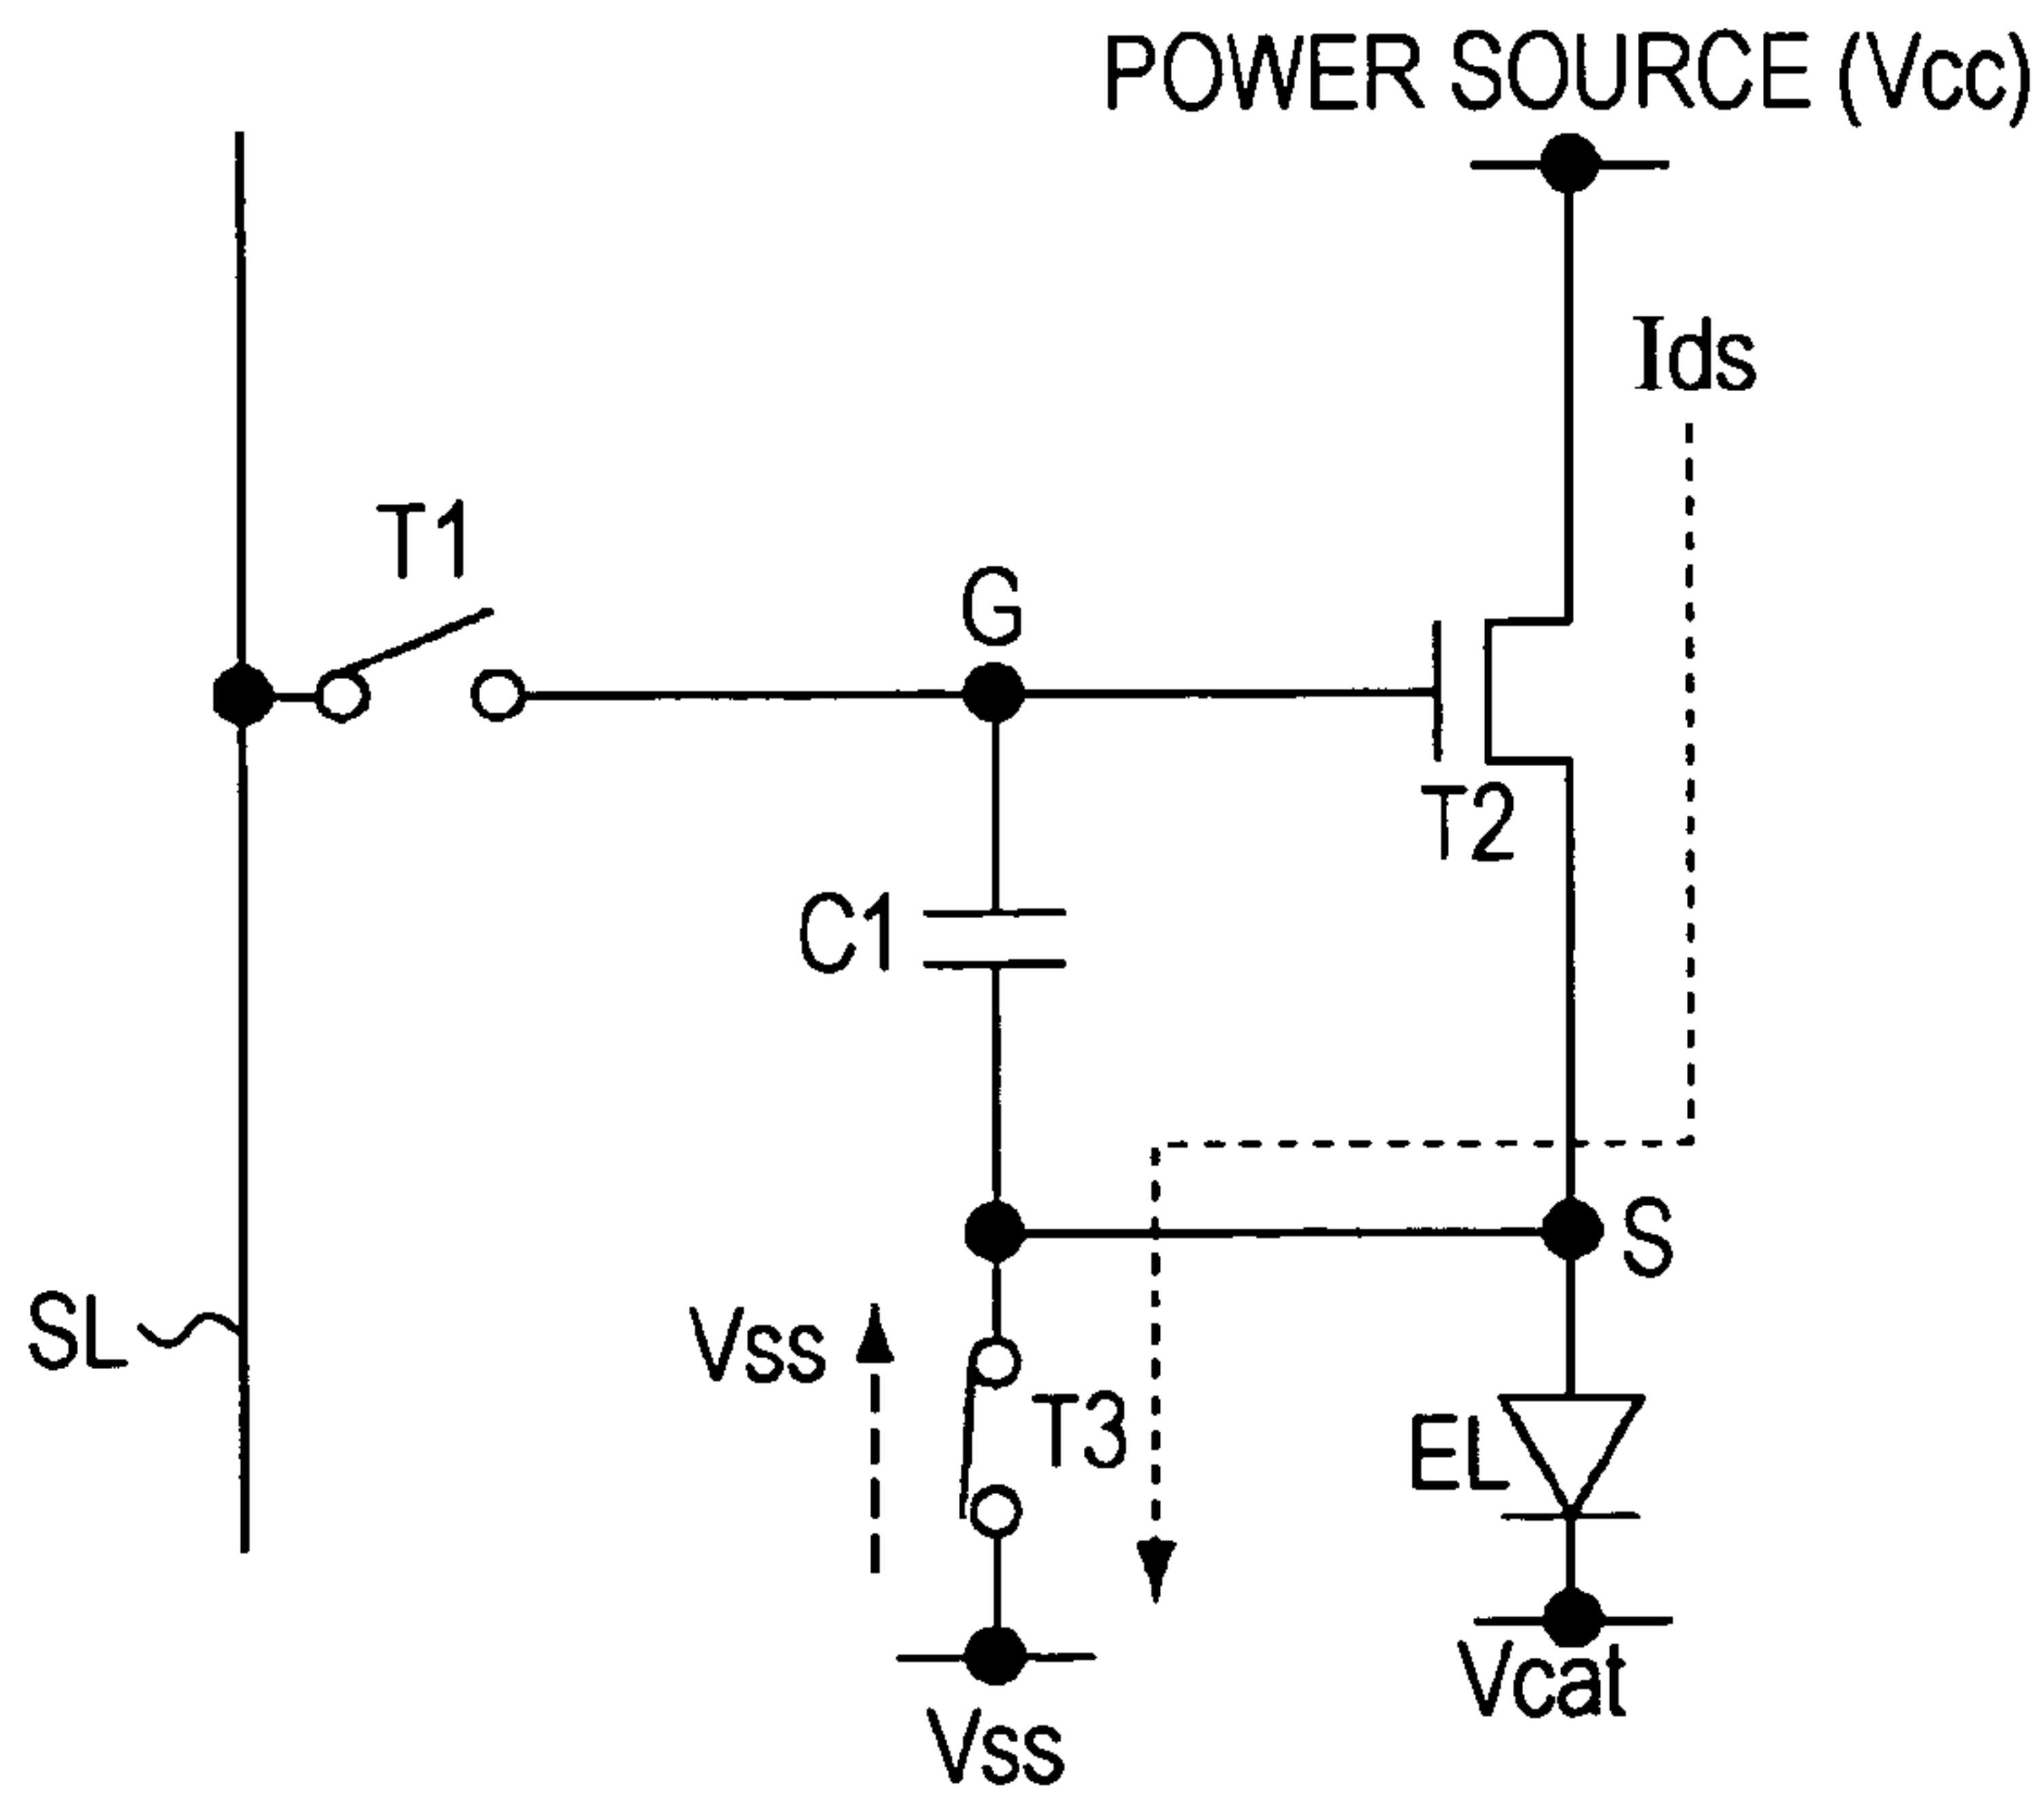 POWER SOURCE (Vcc)
Ids
T1
G
T2
C1
S
SL
Vss
T3
EL
Vcat
Vss